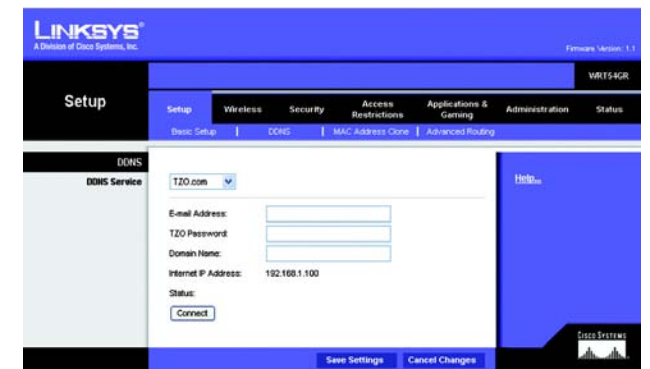 LINKSYS®
A Division of Cisco Systems, Inc.
Firmware Version: 1.1
WRT54GR
Setup
Setup Wireless Security Access Restrictions Applications & Gaming Administration Status
Basic Setup | DDNS | MAC Address Clone | Advanced Routing
DDNS
DDNS Service
TZO.com
Help...
E-mail Address:
TZO Password:
Domain Name:
Internet IP Address: 192.168.1.100
Status:
Connect
Save Settings Cancel Changes
CISCO SYSTEMS